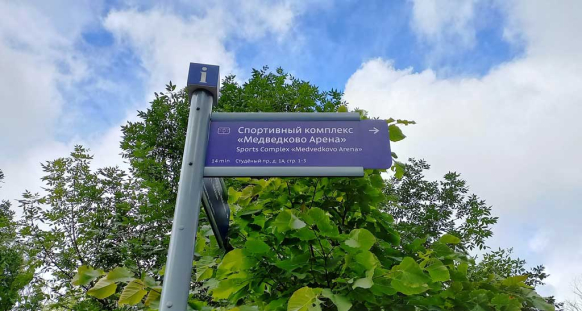 i
Спортивный комплекс
«Медведково Арена»
Sports Complex «Medvedkovo Arena»
14 min Студёный пр, д. 1А, стр. 1-3